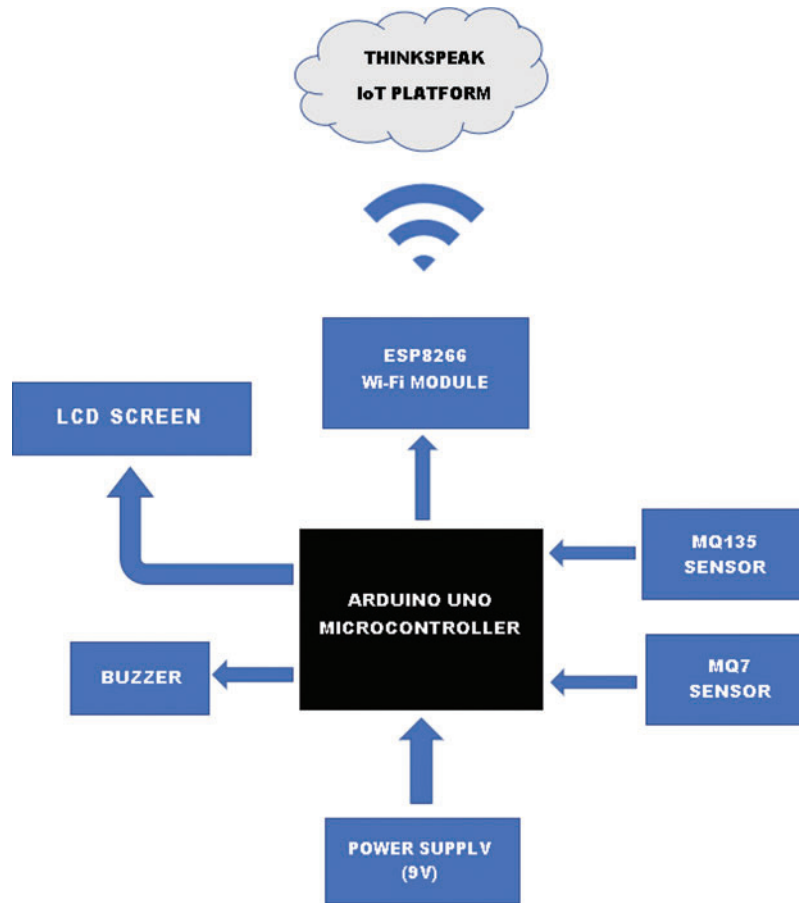 THINKSPEAK
IoT PLATFORM
ESP8266
Wi-Fi MODULE
LCD SCREEN
MQ135
SENSOR
ARDUINO UNO
MICROCONTROLLER
BUZZER
MQ7
SENSOR
POWER SUPPLV
(9V)